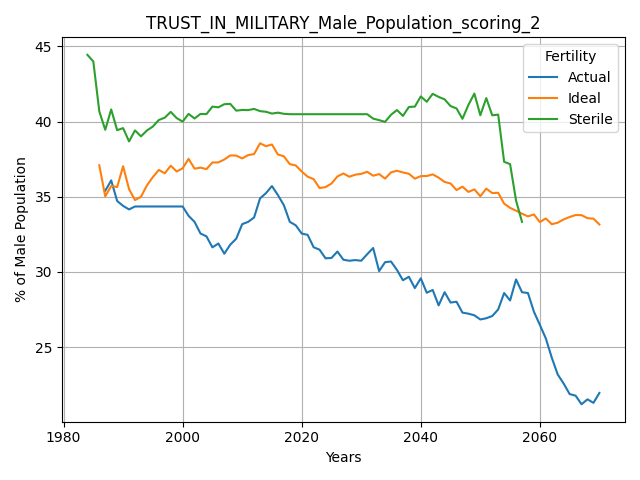 TRUST_IN_MILITARY_Male_Population_scoring_2
Fertility
Actual
Ideal
Sterile
% of Male Population
45
40
35
30
25
1980
2000
2020
2040
2060
Years